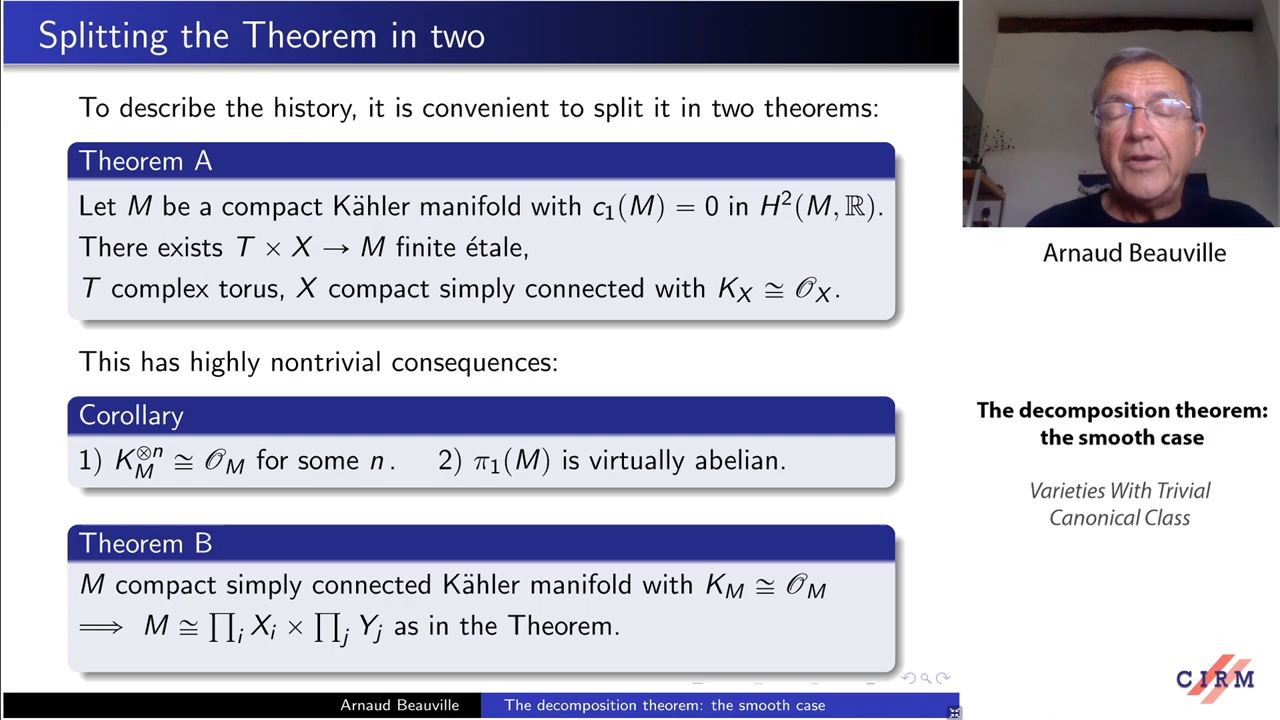 Splitting the Theorem in two
To describe the history, it is convenient to split it in two theorems:
Theorem A
Let M be a compact Kähler manifold with c₁(M) = 0 in H²(M, ℝ).
There exists T × X → M finite étale,
T complex torus, X compact simply connected with K_X ≅ 𝒪_X.
This has highly nontrivial consequences:
Corollary
1) K_M^{⊗n} ≅ 𝒪_M for some n. 2) π₁(M) is virtually abelian.
Theorem B
M compact simply connected Kähler manifold with K_M ≅ 𝒪_M
⟹ M ≅ ∏_i X_i × ∏_j Y_j as in the Theorem.
Arnaud Beauville The decomposition theorem: the smooth case
Arnaud Beauville
The decomposition theorem:
the smooth case
Varieties With Trivial
Canonical Class
CIRM